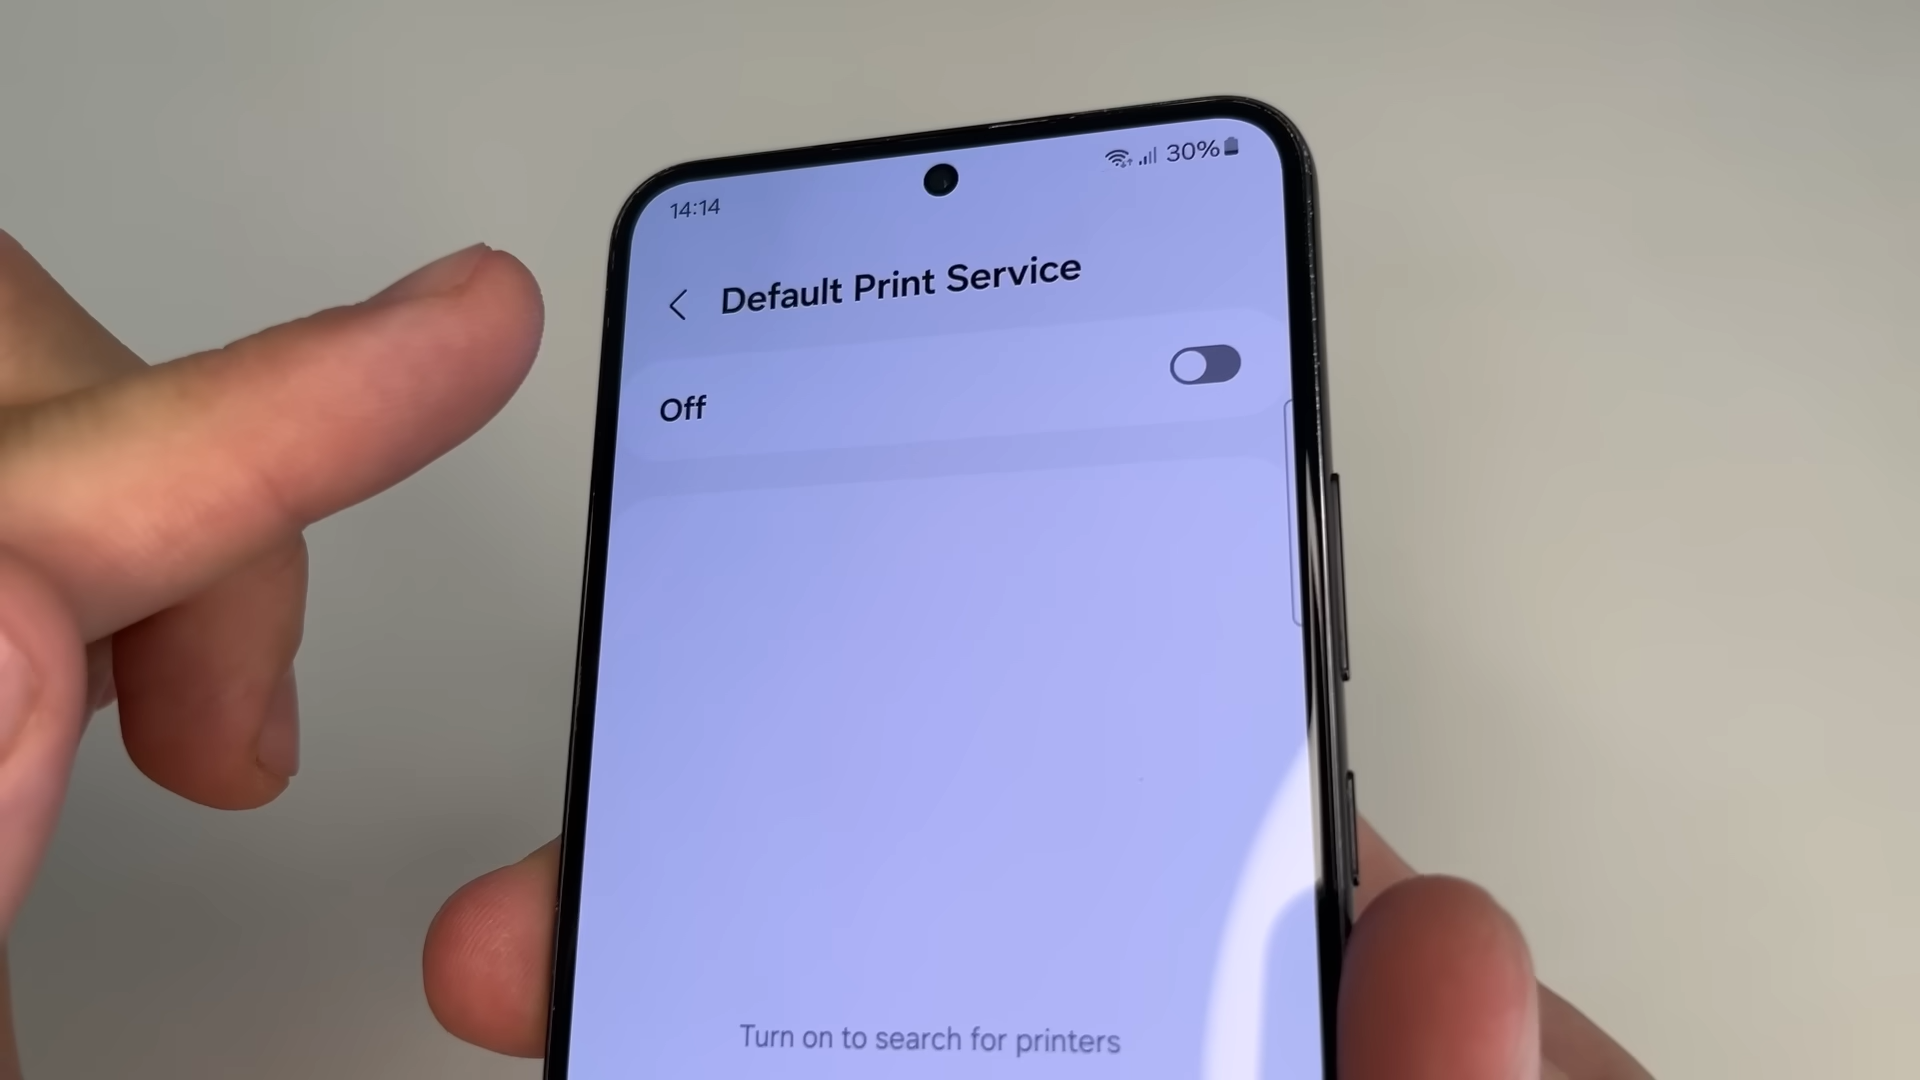 14:14
30%
Default Print Service
Off
Turn on to search for printers